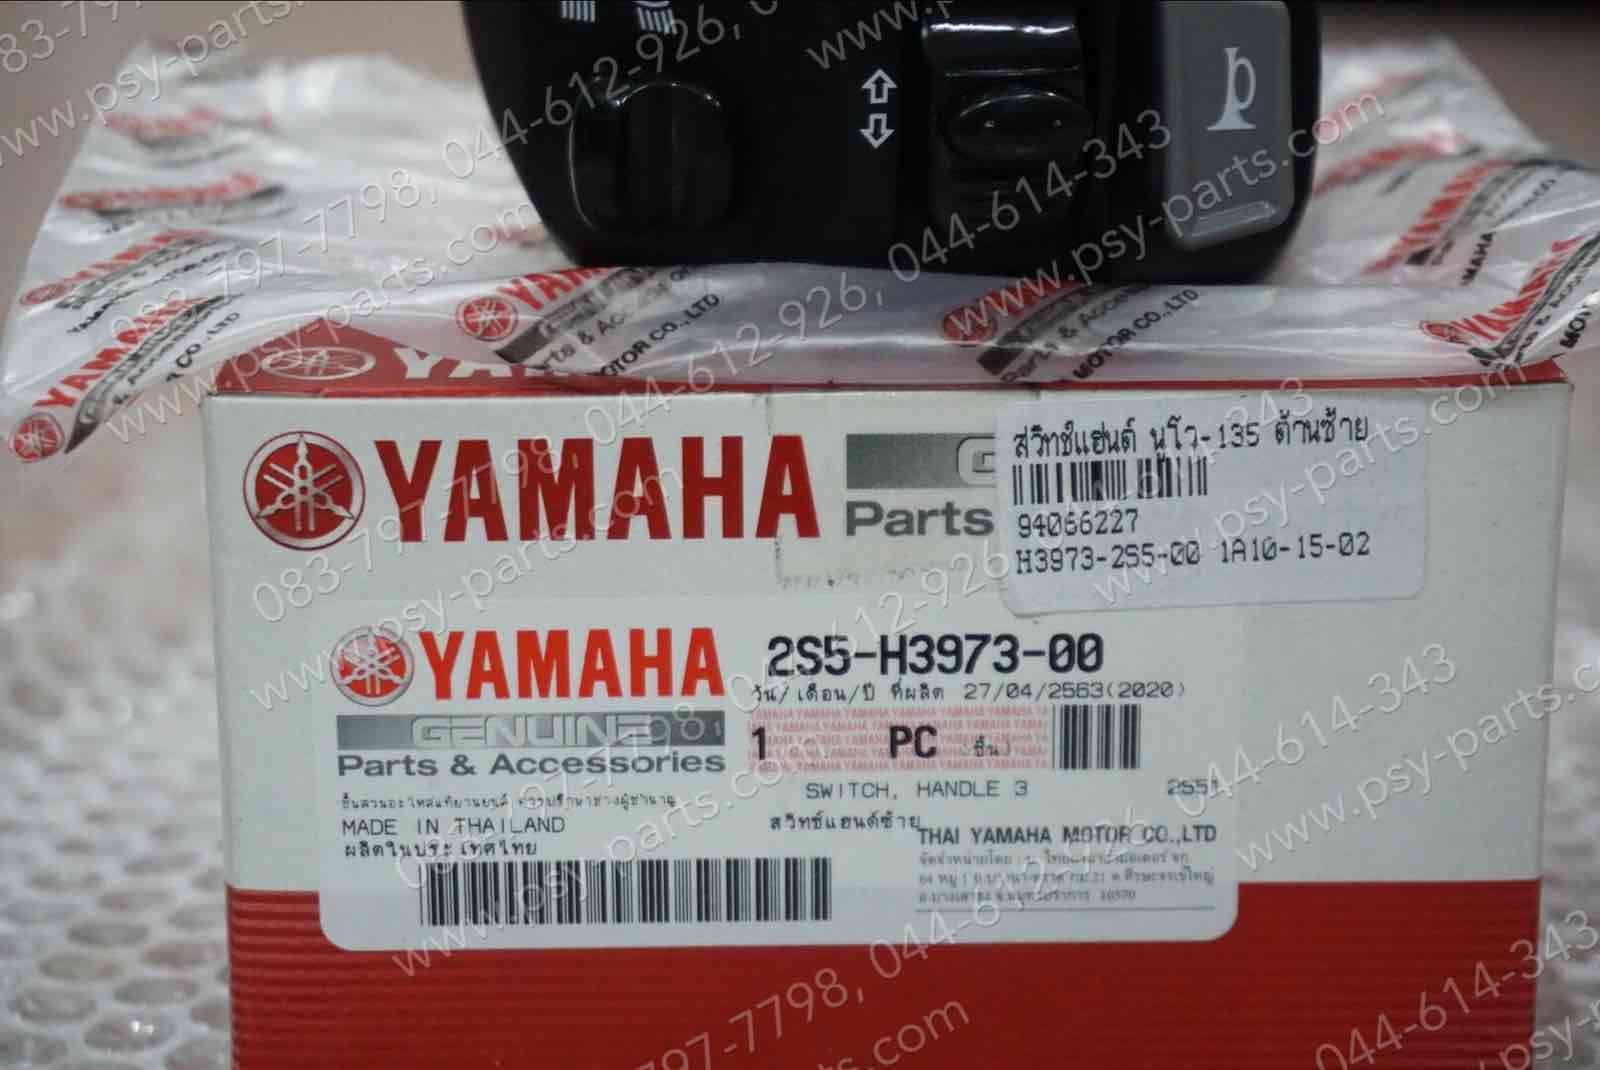 YAMAHA
Parts
สวิทช์แฮนด์ นูโว-135 ด้านซ้าย
94066227
H3973-2S5-00 1A10-15-02
YAMAHA
GENUINE
Parts & Accessories
2S5-H3973-00
วัน/เดือน/ปี ที่ผลิต 27/04/2563(2020)
1 PC (ชิ้น)
SWITCH, HANDLE 3 2S51
สวิทช์แฮนด์ซ้าย
MADE IN THAILAND
ผลิตในประเทศไทย
THAI YAMAHA MOTOR CO.,LTD
083-797-7798, 044-612-926, 044-614-343
www.psy-parts.com